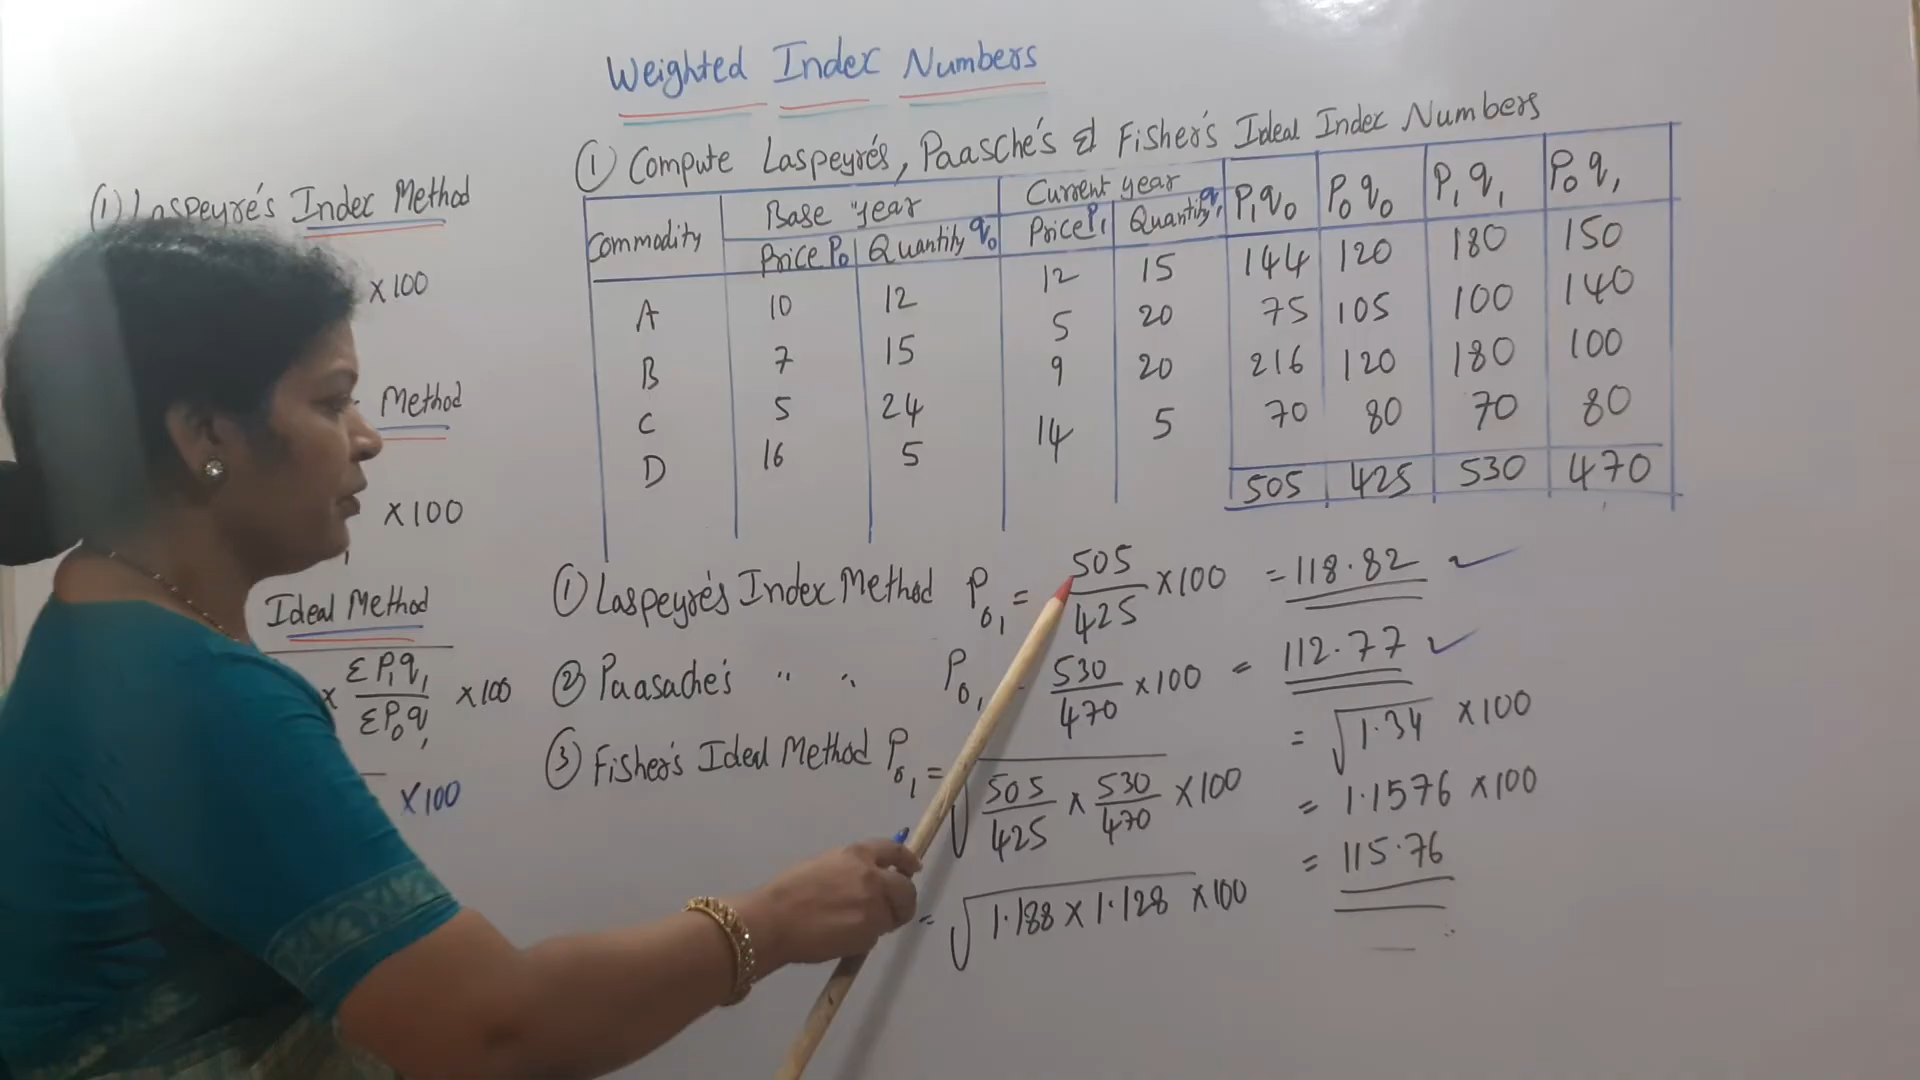 Weighted Index Numbers
① Compute Laspeyre's, Paasche's & Fisher's Ideal Index Numbers
(1) Laspeyre's Index Method
x100
Method
x100
Ideal Method
x ΣP₁q₁/ΣP₀q₁ x100
x100
Commodity | Base year | Current year | P₁q₀ | P₀q₀ | P₁q₁ | P₀q₁
Price P₀ | Quantity q₀ | Price P₁ | Quantity q₁
A 10 12 12 15 144 120 180 150
B 7 15 5 20 75 105 100 140
C 5 24 9 20 216 120 180 100
D 16 5 14 5 70 80 70 80
505 425 530 470
① Laspeyre's Index Method P₀₁ = 505/425 x100 = 118.82 ✓
② Paasache's " " P₀₁ - 530/470 x100 = 112.77 ✓
③ Fisher's Ideal Method P₀₁ = √(505/425 x 530/470) x100
= √(1.188 x 1.128) x100
= √1.34 x100
= 1.1576 x100
= 115.76